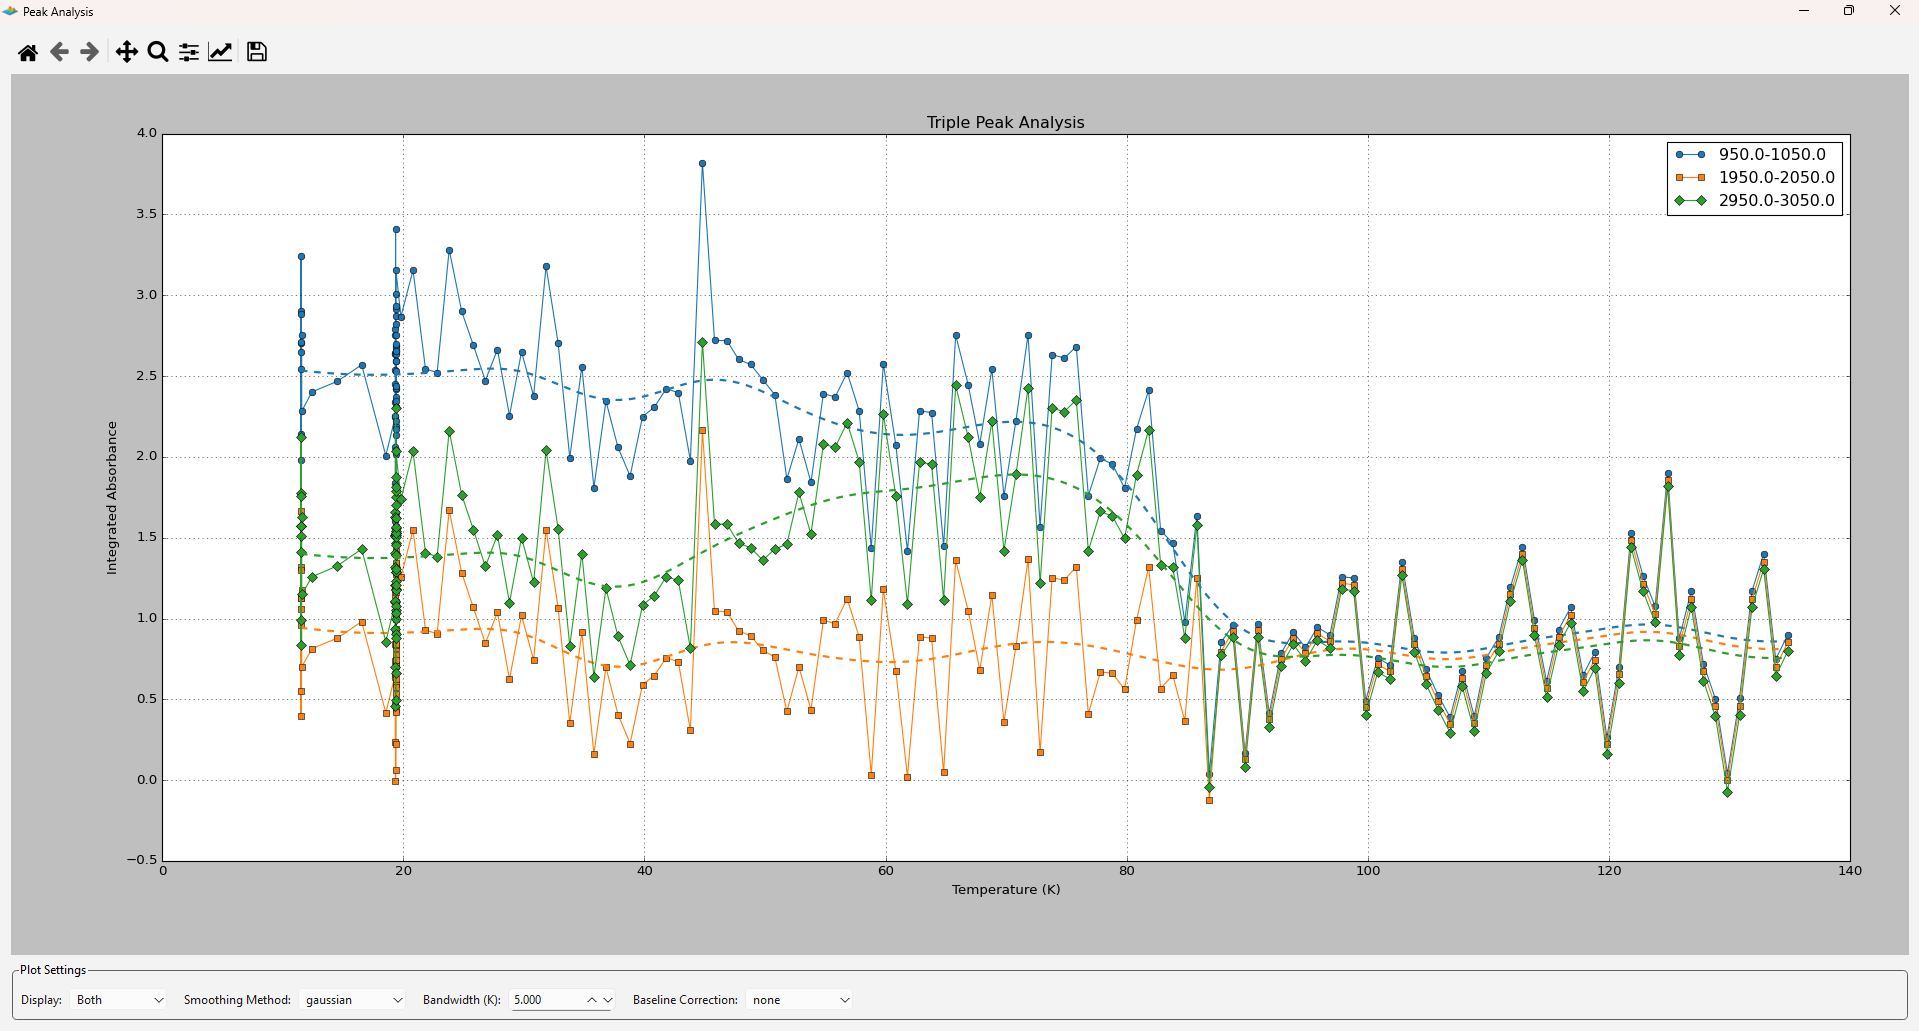 Peak Analysis
Triple Peak Analysis
4.0
3.5
3.0
2.5
2.0
1.5
1.0
0.5
0.0
−0.5
Integrated Absorbance
950.0-1050.0
1950.0-2050.0
2950.0-3050.0
0 20 40 60 80 100 120 140
Temperature (K)
Plot Settings
Display: Both Smoothing Method: gaussian Bandwidth (K): 5.000 Baseline Correction: none